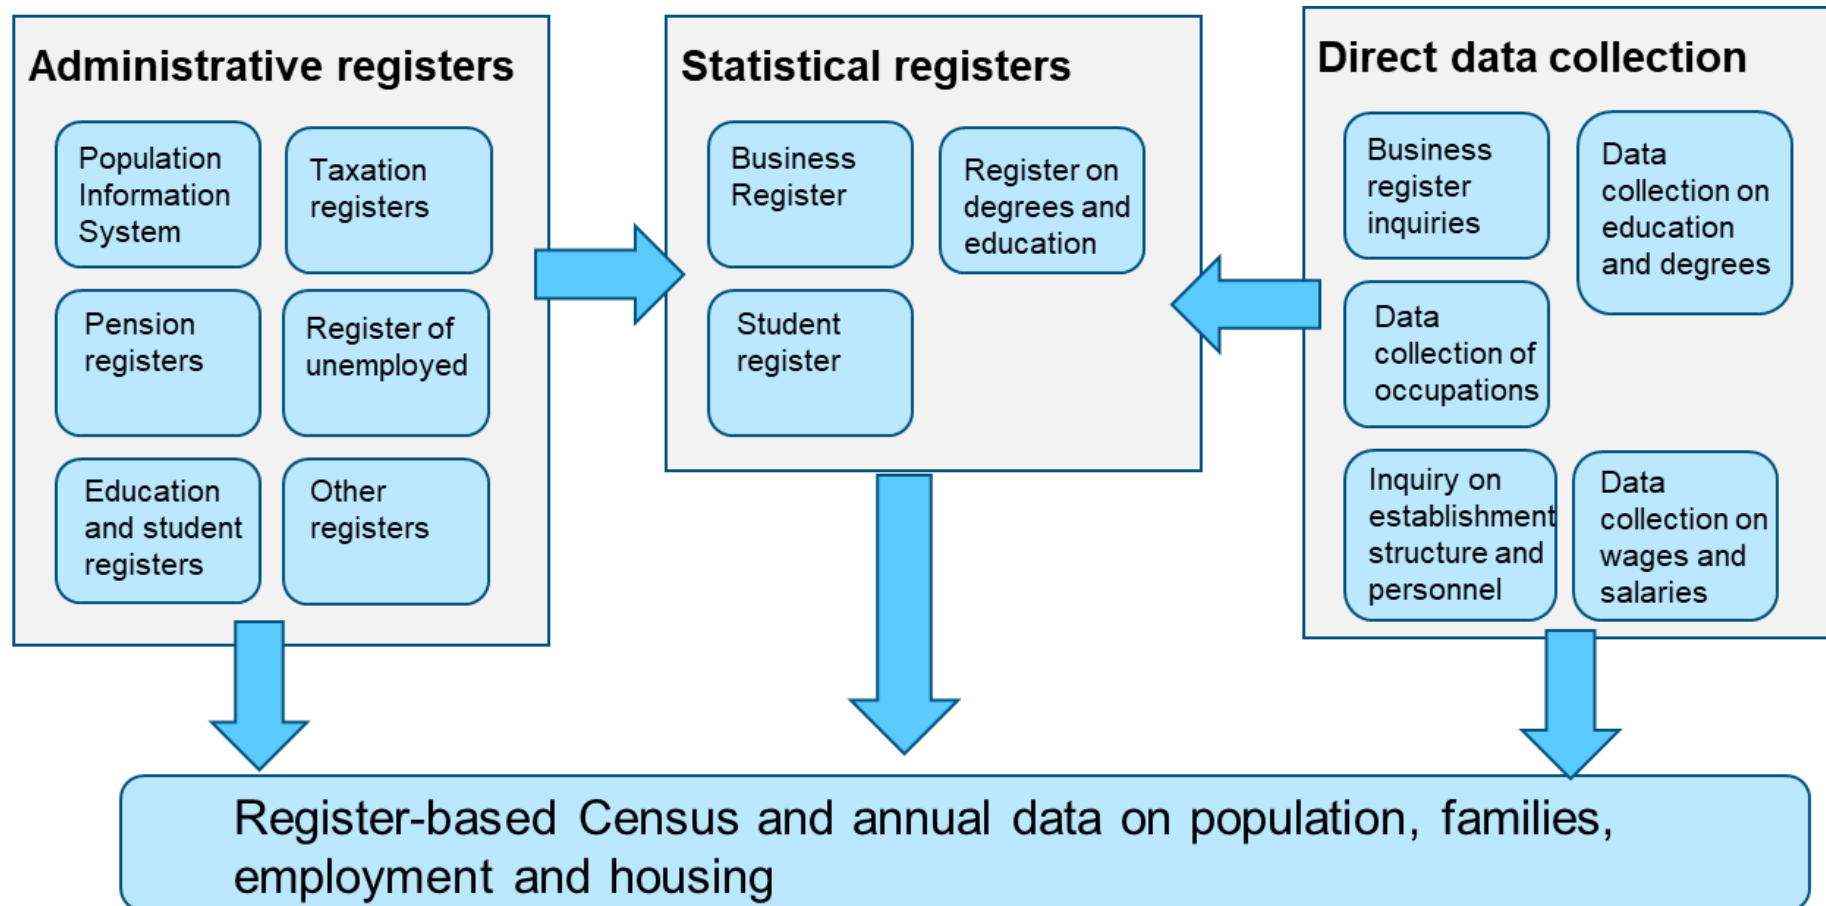 Administrative registers
Population
Information
System
Taxation
registers
Pension
registers
Register of
unemployed
Education
and student
registers
Other
registers
Statistical registers
Business
Register
Register on
degrees and
education
Student
register
Direct data collection
Business
register
inquiries
Data
collection on
education
and degrees
Data
collection of
occupations
Inquiry on
establishment
structure and
personnel
Data
collection on
wages and
salaries
Register-based Census and annual data on population, families,
employment and housing